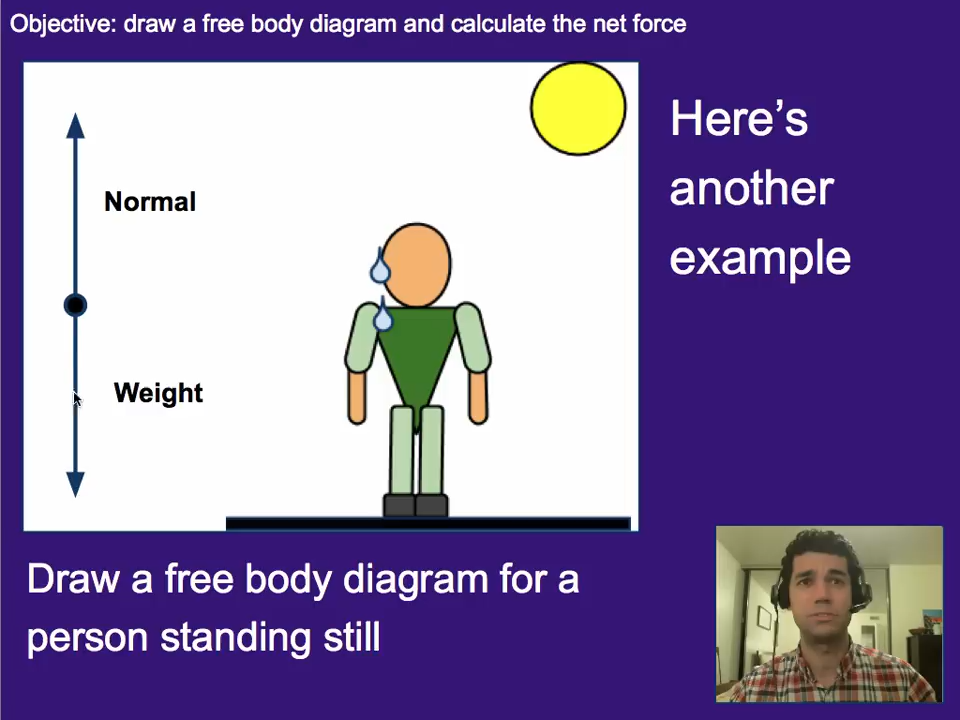 Objective: draw a free body diagram and calculate the net force
Normal
Weight
Here’s
another
example
Draw a free body diagram for a
person standing still